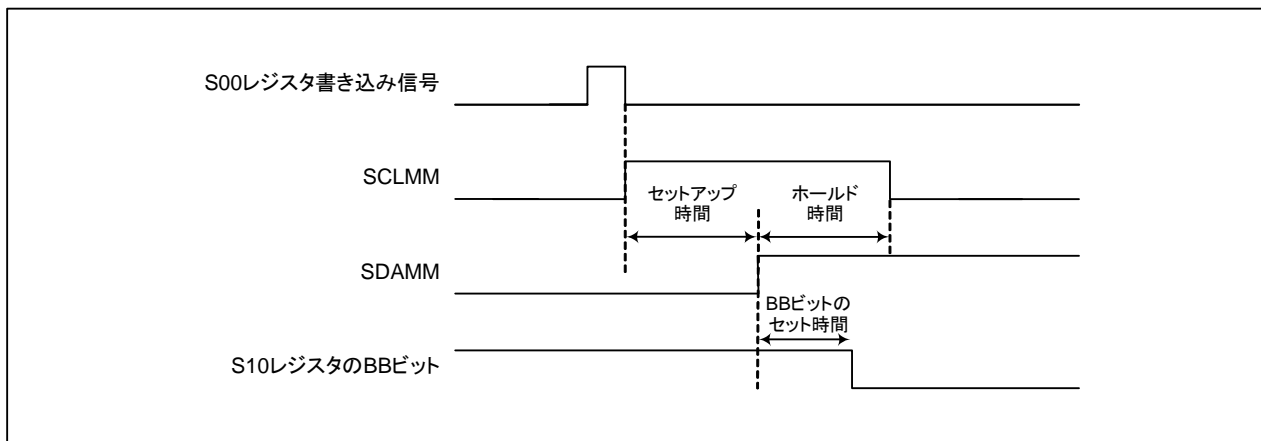 S00レジスタ書き込み信号
SCLMM
セットアップ
時間
ホールド
時間
SDAMM
BBビットの
セット時間
S10レジスタのBBビット